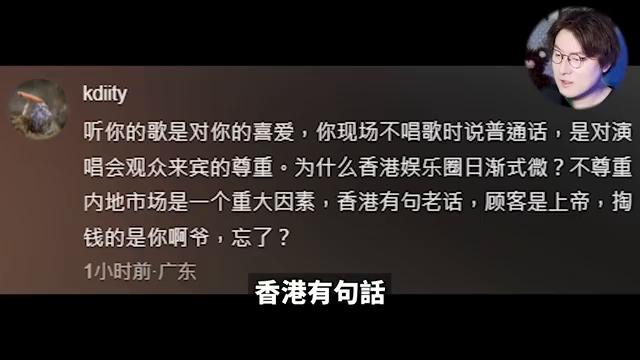 kdiity
听你的歌是对你的喜爱，你现场不唱歌时说普通话，是对演
唱会观众来宾的尊重。为什么香港娱乐圈日渐式微？不尊重
内地市场是一个重大因素，香港有句老话，顾客是上帝，掏
钱的是你啊爷，忘了？
1小时前·广东
香港有句話